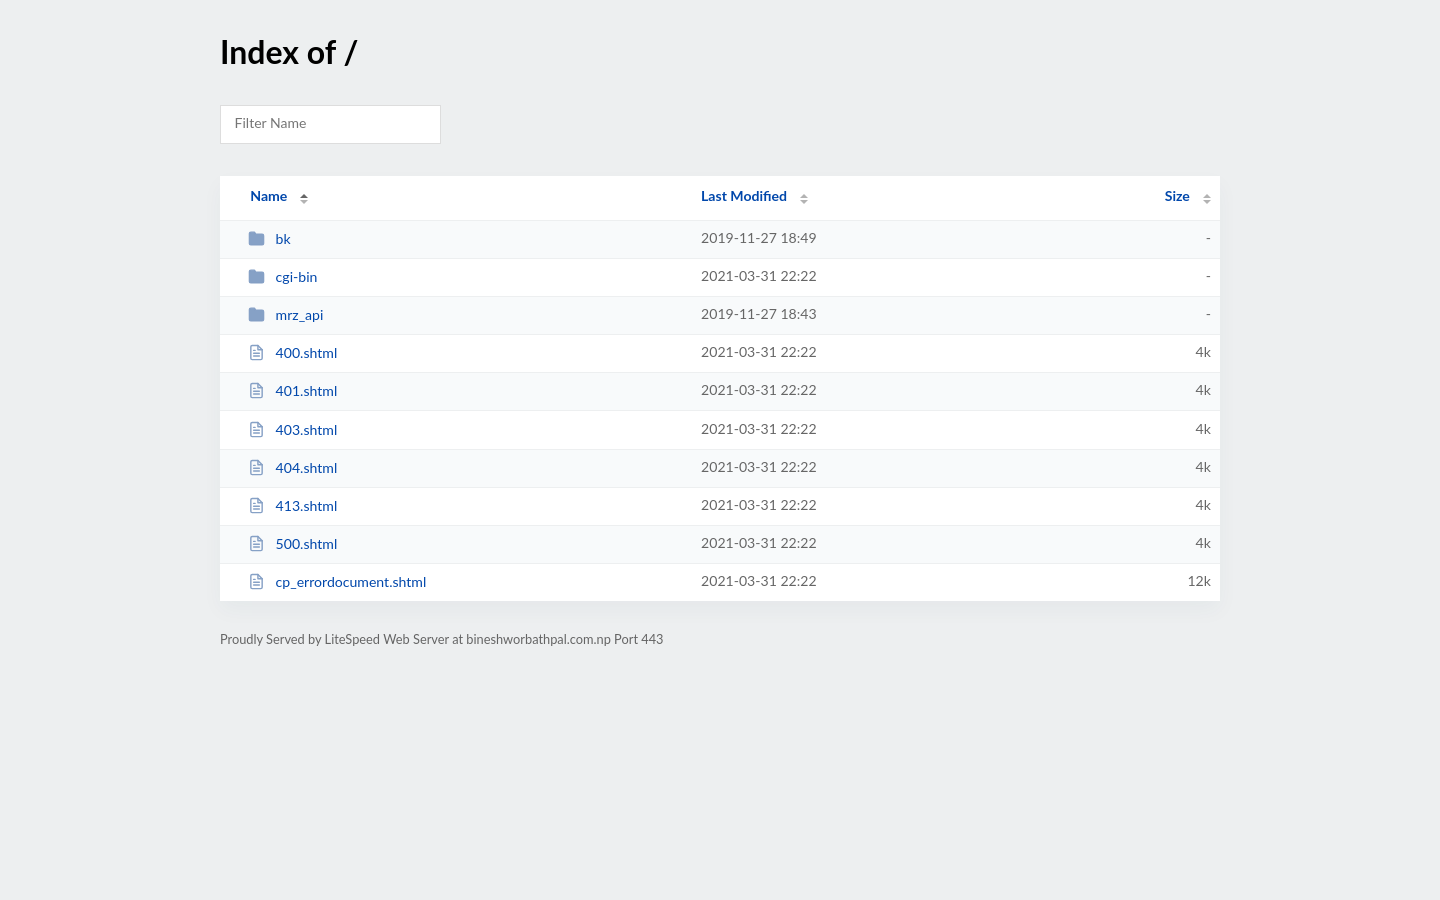 Index of /
Filter Name
Name Last Modified Size
bk 2019-11-27 18:49 -
cgi-bin 2021-03-31 22:22 -
mrz_api 2019-11-27 18:43 -
400.shtml 2021-03-31 22:22 4k
401.shtml 2021-03-31 22:22 4k
403.shtml 2021-03-31 22:22 4k
404.shtml 2021-03-31 22:22 4k
413.shtml 2021-03-31 22:22 4k
500.shtml 2021-03-31 22:22 4k
cp_errordocument.shtml 2021-03-31 22:22 12k
Proudly Served by LiteSpeed Web Server at bineshworbathpal.com.np Port 443